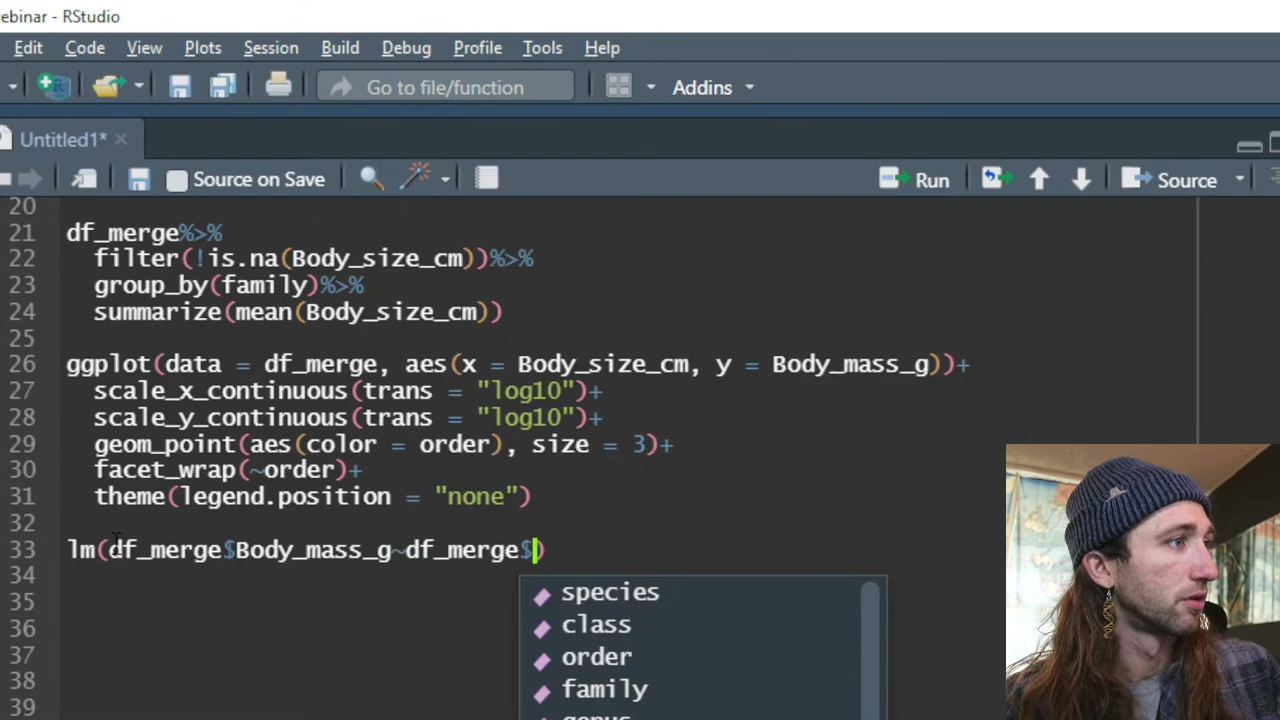 ebinar - RStudio
Edit Code View Plots Session Build Debug Profile Tools Help
Go to file/function Addins
Untitled1*
Source on Save Run Source
20
21 df_merge%>%
22 filter(!is.na(Body_size_cm))%>%
23 group_by(family)%>%
24 summarize(mean(Body_size_cm))
25
26 ggplot(data = df_merge, aes(x = Body_size_cm, y = Body_mass_g))+
27 scale_x_continuous(trans = "log10")+
28 scale_y_continuous(trans = "log10")+
29 geom_point(aes(color = order), size = 3)+
30 facet_wrap(~order)+
31 theme(legend.position = "none")
32
33 lm(df_merge$Body_mass_g~df_merge$)
34
species
35
class
36
order
37
family
38
39